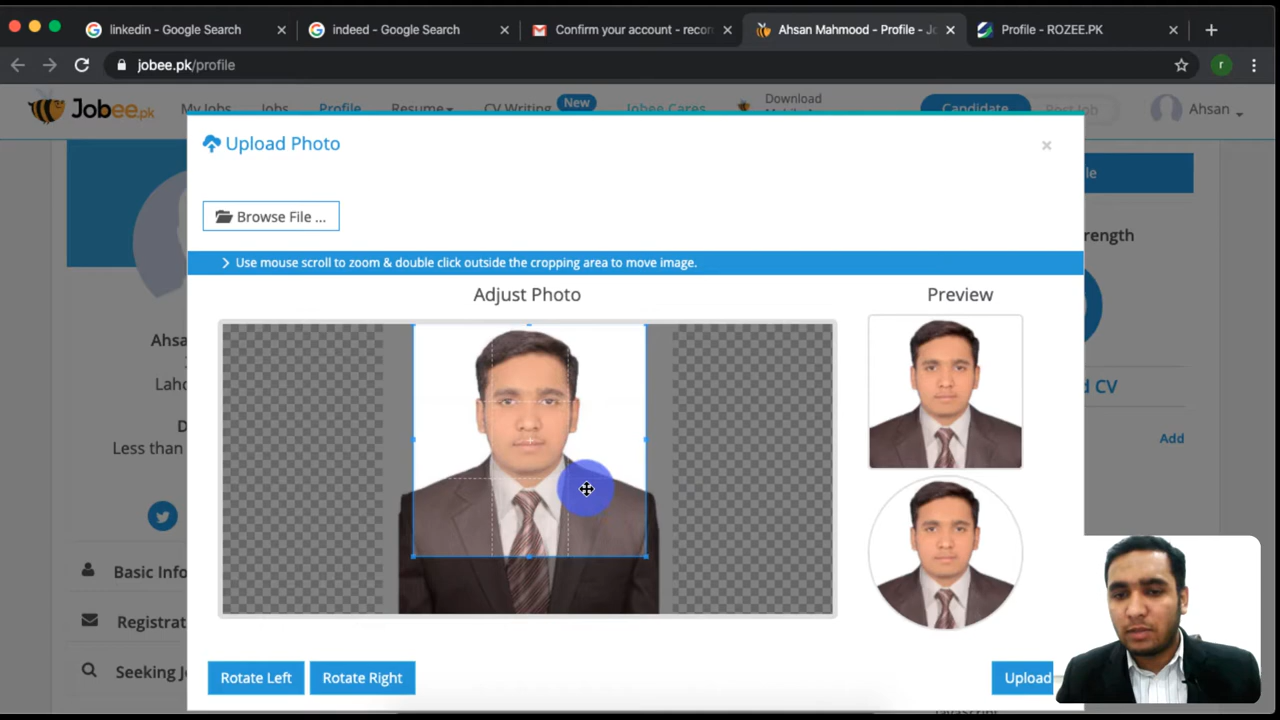 linkedin - Google Search
indeed - Google Search
Confirm your account - recon
Ahsan Mahmood - Profile - Jo
Profile - ROZEE.PK
jobee.pk/profile
r
Jobee.pk
My Jobs
Jobs
Profile
Resume
CV Writing
New
Jobee Cares
Download
Candidate
Post Job
Ahsan
Upload Photo
Browse File ...
Use mouse scroll to zoom & double click outside the cropping area to move image.
Adjust Photo
Preview
Ahsa
Laho
D
Less than
le
rength
d CV
Add
Basic Info
Registrat
Seeking J
Rotate Left
Rotate Right
Upload